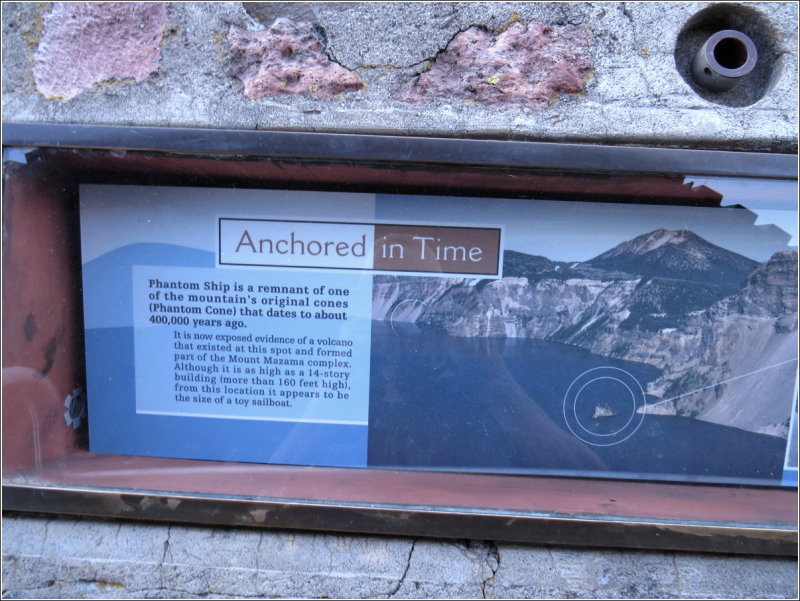 Anchored in Time
Phantom Ship is a remnant of one
of the mountain's original cones
(Phantom Cone) that dates to about
400,000 years ago.
It is now exposed evidence of a volcano
that existed at this spot and formed
part of the Mount Mazama complex.
Although it is as high as a 14-story
building (more than 160 feet high),
from this location it appears to be
the size of a toy sailboat.